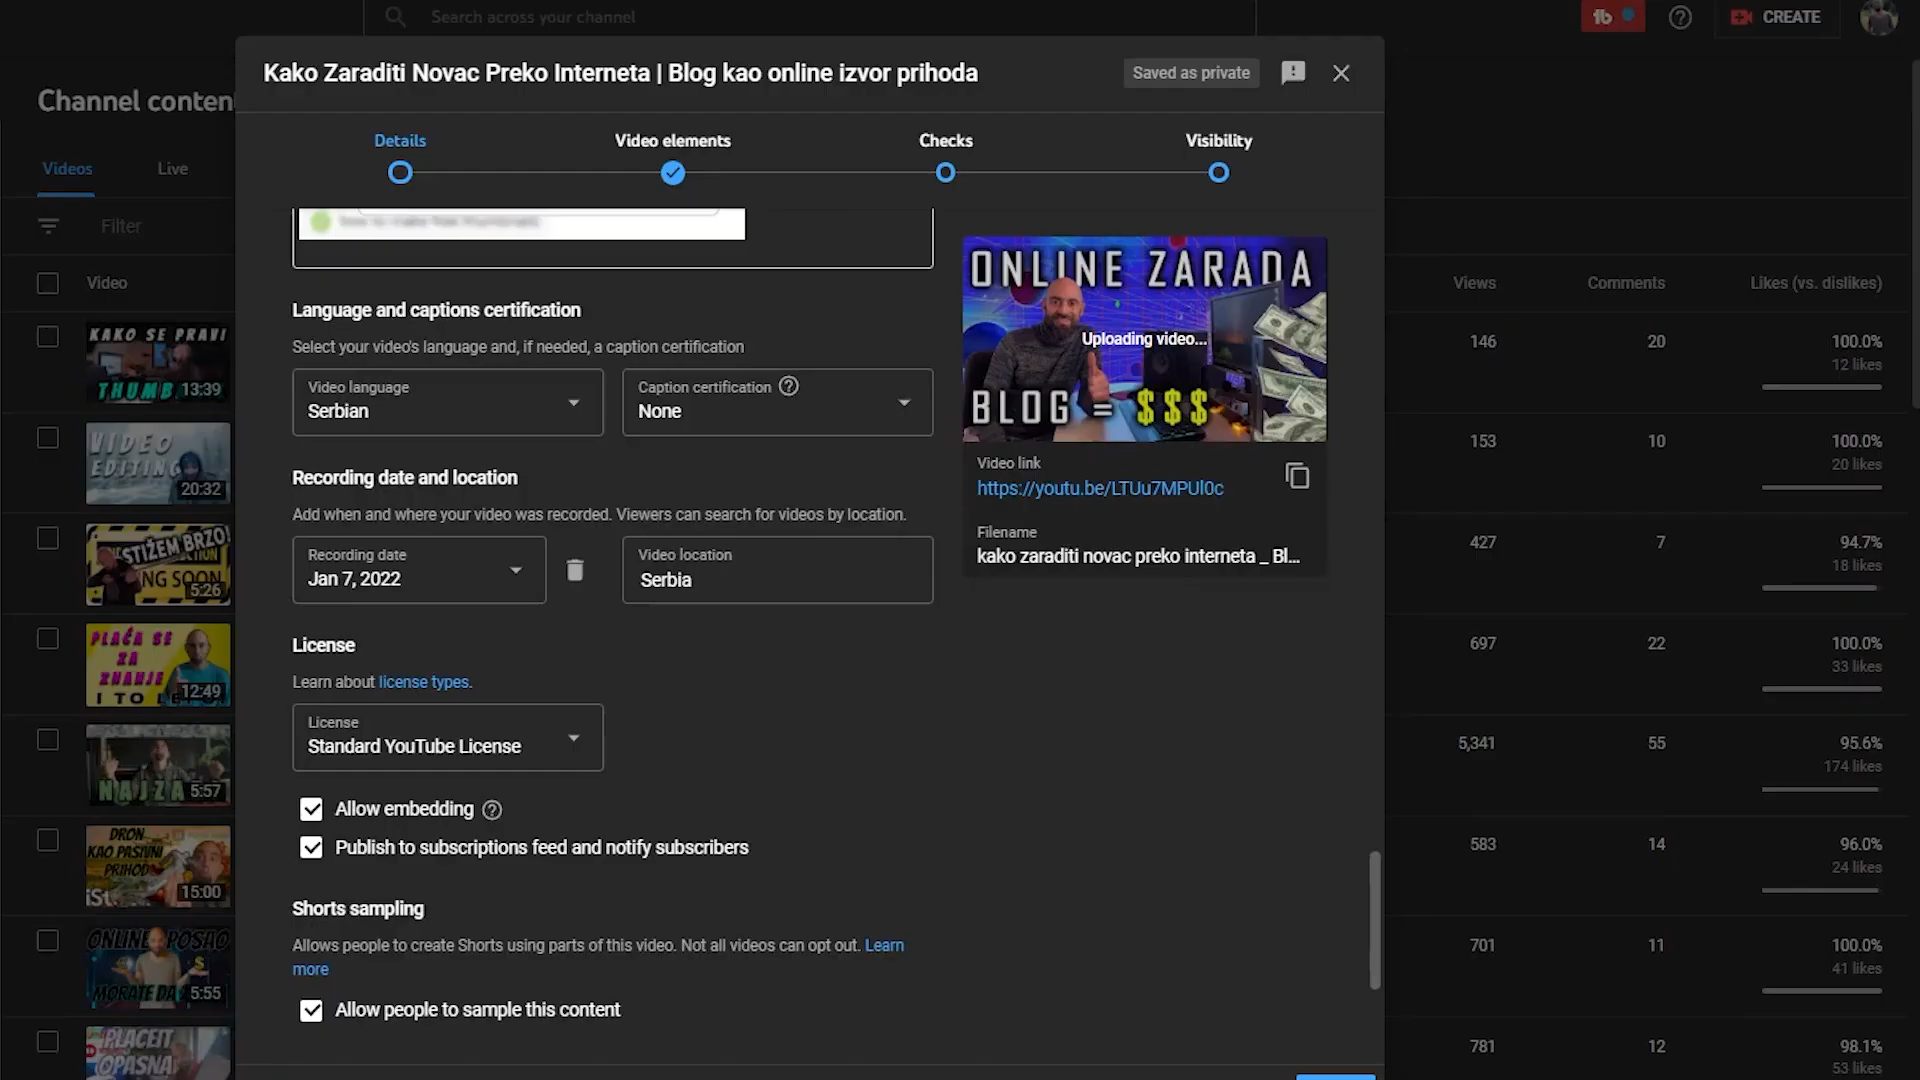 Search across your channel
CREATE
Channel conten
Kako Zaraditi Novac Preko Interneta | Blog kao online izvor prihoda
Saved as private
Details
Video elements
Checks
Visibility
Videos
Live
Filter
Video
Views
Comments
Likes (vs. dislikes)
Language and captions certification
Select your video's language and, if needed, a caption certification
Video language
Serbian
Caption certification
None
Recording date and location
Add when and where your video was recorded. Viewers can search for videos by location.
Recording date
Jan 7, 2022
Video location
Serbia
License
Learn about license types.
License
Standard YouTube License
Allow embedding
Publish to subscriptions feed and notify subscribers
Shorts sampling
Allows people to create Shorts using parts of this video. Not all videos can opt out. Learn
more
Allow people to sample this content
ONLINE ZARADA
Uploading video...
BLOG = $$$
Video link
https://youtu.be/LTUu7MPUl0c
Filename
kako zaraditi novac preko interneta _ Bl...
KAKO SE PRAVI
THUMB
13:39
146
20
100.0%
12 likes
VIDEO
EDITING
20:32
153
10
100.0%
20 likes
STIŽEM BRZO!
NG SOON
5:26
427
7
94.7%
18 likes
PLAĆA SE
ZA
ZNANJE
I TO
12:49
697
22
100.0%
33 likes
NAJZA
5:57
5,341
55
95.6%
174 likes
DRON
KAO PASIVNI
PRIHOD
iSt
15:00
583
14
96.0%
24 likes
ONLINE POSAO
MORATE DA
5:55
701
11
100.0%
41 likes
PLACEIT
OPASNA
781
12
98.1%
53 likes